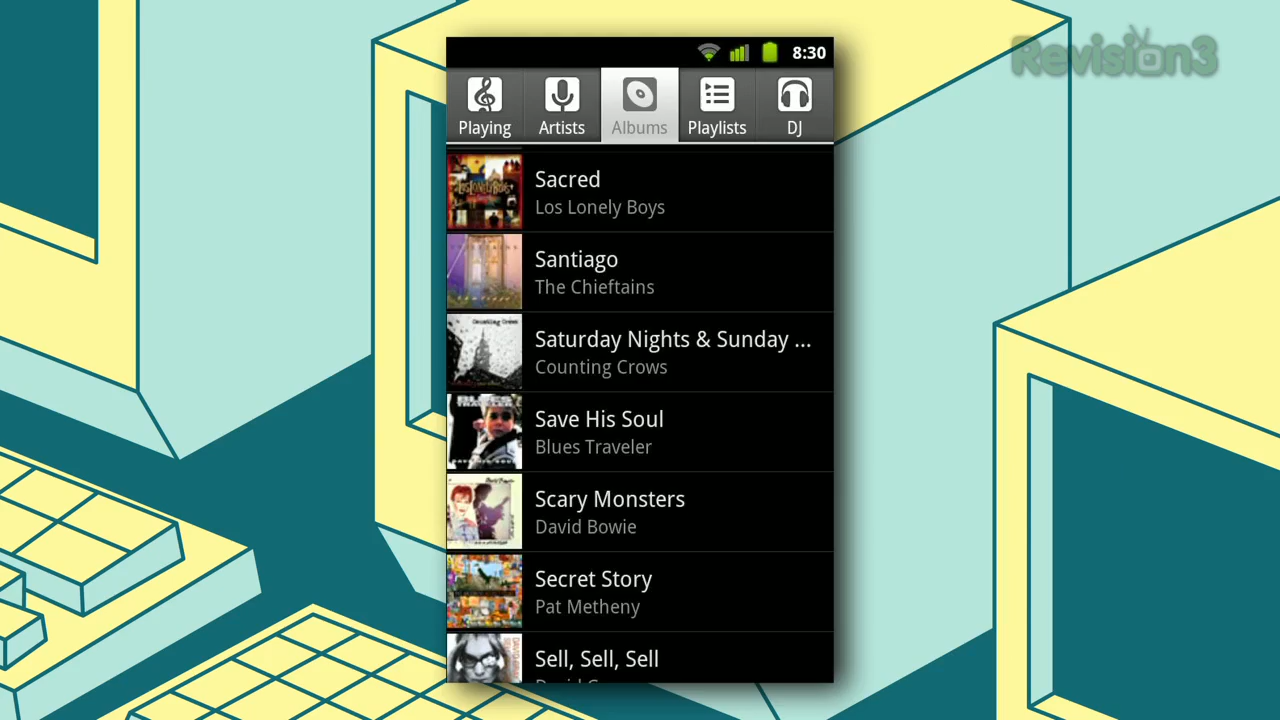 Revision3
8:30
Playing
Artists
Albums
Playlists
DJ
Sacred
Los Lonely Boys
Santiago
The Chieftains
Saturday Nights & Sunday ...
Counting Crows
Save His Soul
Blues Traveler
Scary Monsters
David Bowie
Secret Story
Pat Metheny
Sell, Sell, Sell